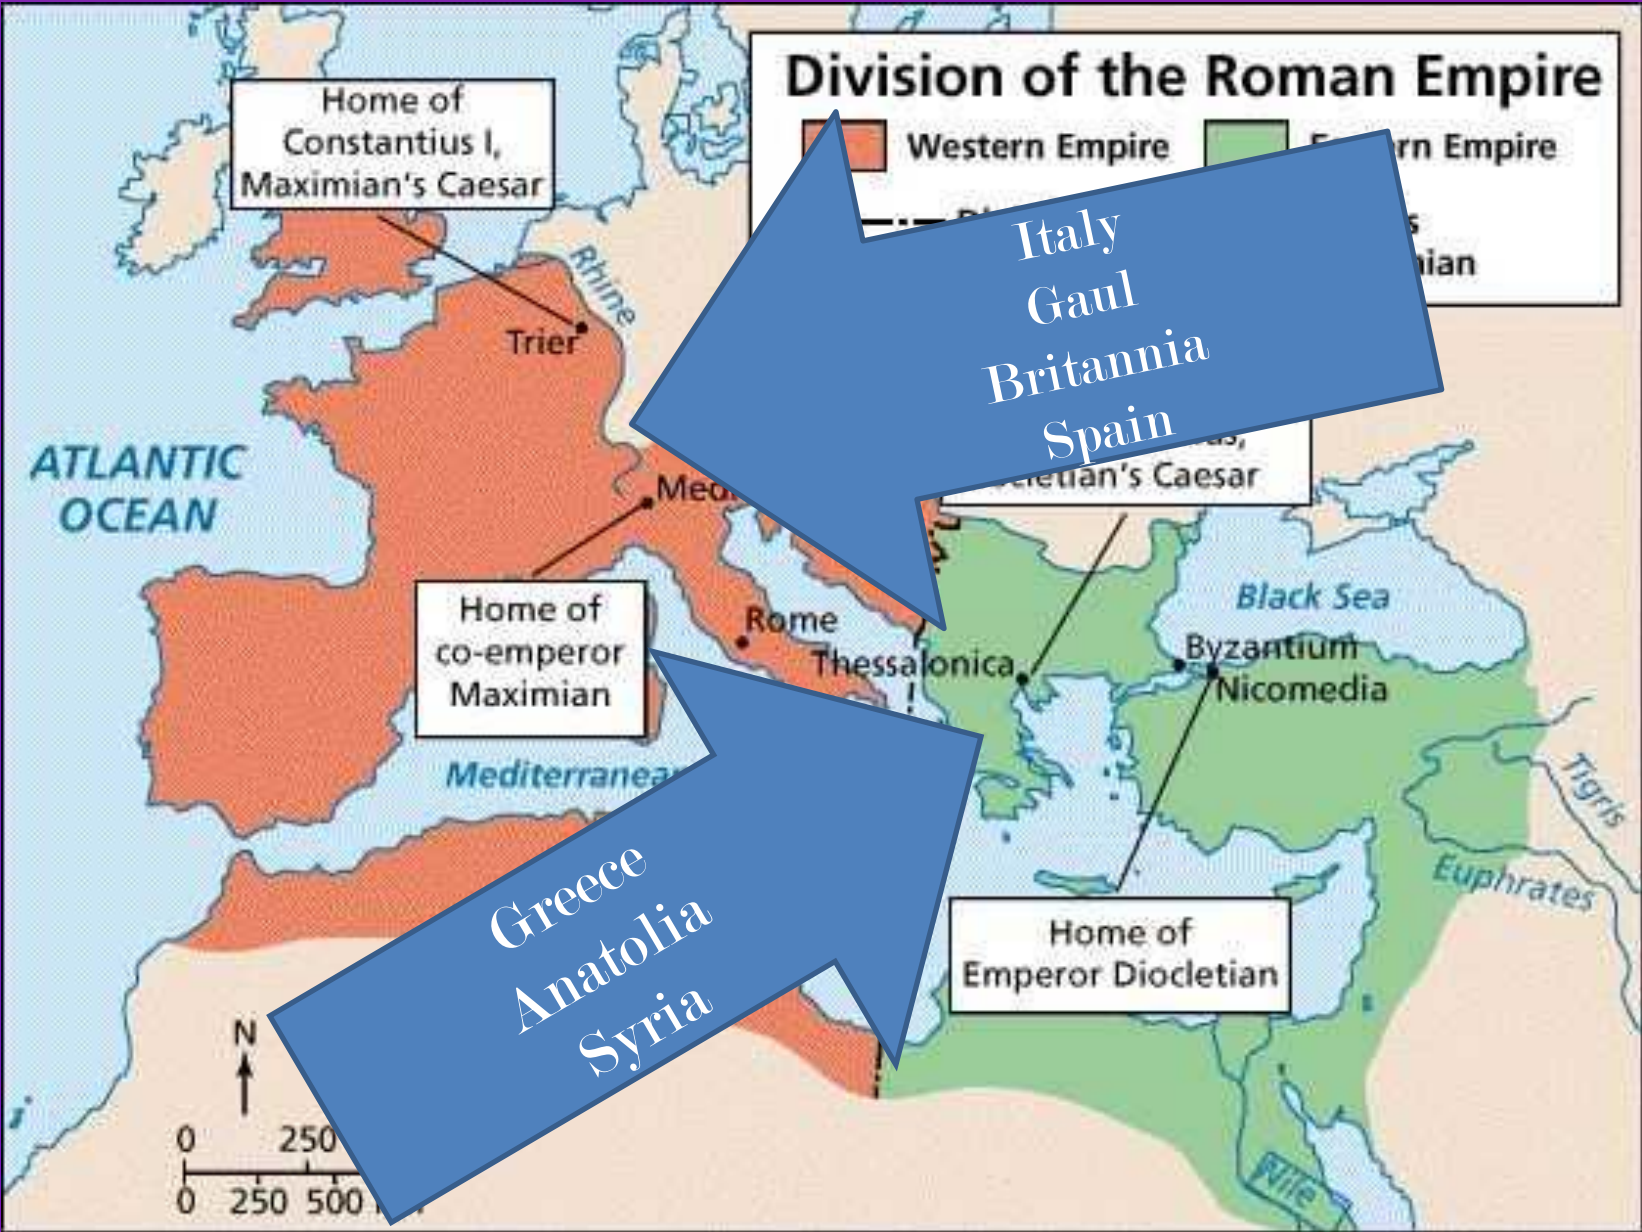 Division of the Roman Empire
Western Empire
Empire
Home of
Constantius I,
Maximian's Caesar
Italy
Gaul
Britannia
Spain
Rhine
Trier
ATLANTIC
OCEAN
Caesar
Home of
co-emperor
Maximian
Rome
Thessalonica
Black Sea
Byzantium
Nicomedia
Tigris
Euphrates
Greece
Anatolia
Syria
Home of
Emperor Diocletian
N
0 250
0 250 500
Nile